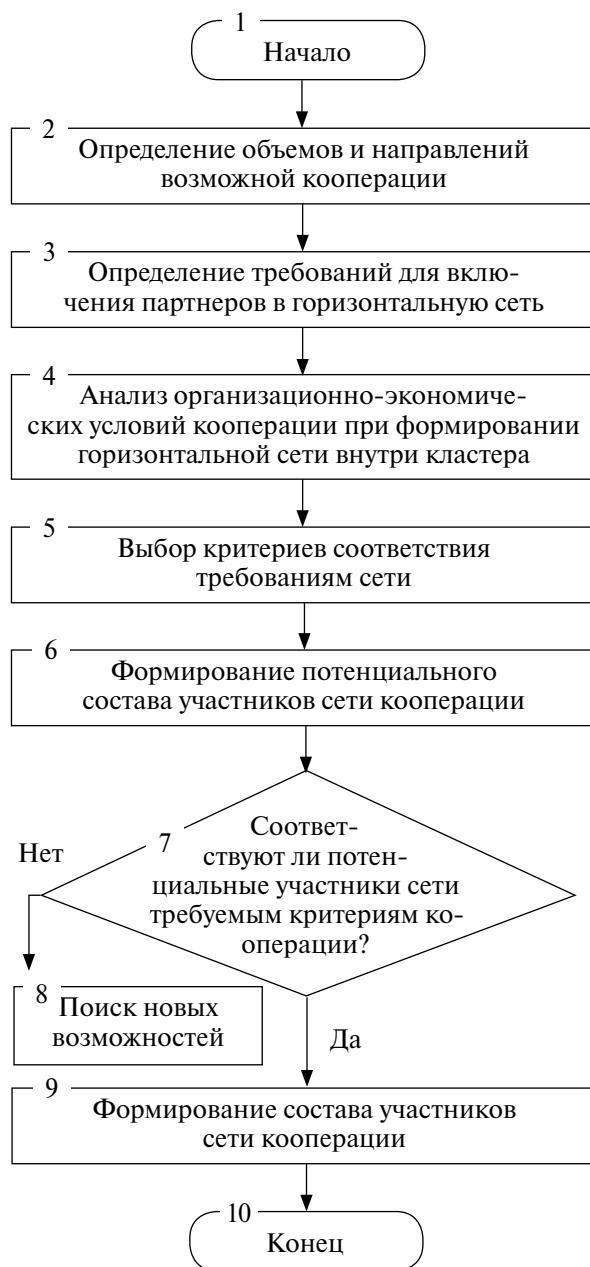 1
Начало
2
Определение объемов и направлений
возможной кооперации
3
Определение требований для вклю-
чения партнеров в горизонтальную сеть
4
Анализ организационно-экономиче-
ских условий кооперации при формировании
горизонтальной сети внутри кластера
5
Выбор критериев соответствия
требованиям сети
6
Формирование потенциального
состава участников сети кооперации
7
Соответ-
ствуют ли потен-
циальные участники сети
требуемым критериям ко-
операции?
Нет
8
Поиск новых
возможностей
Да
9
Формирование состава участников
сети кооперации
10
Конец